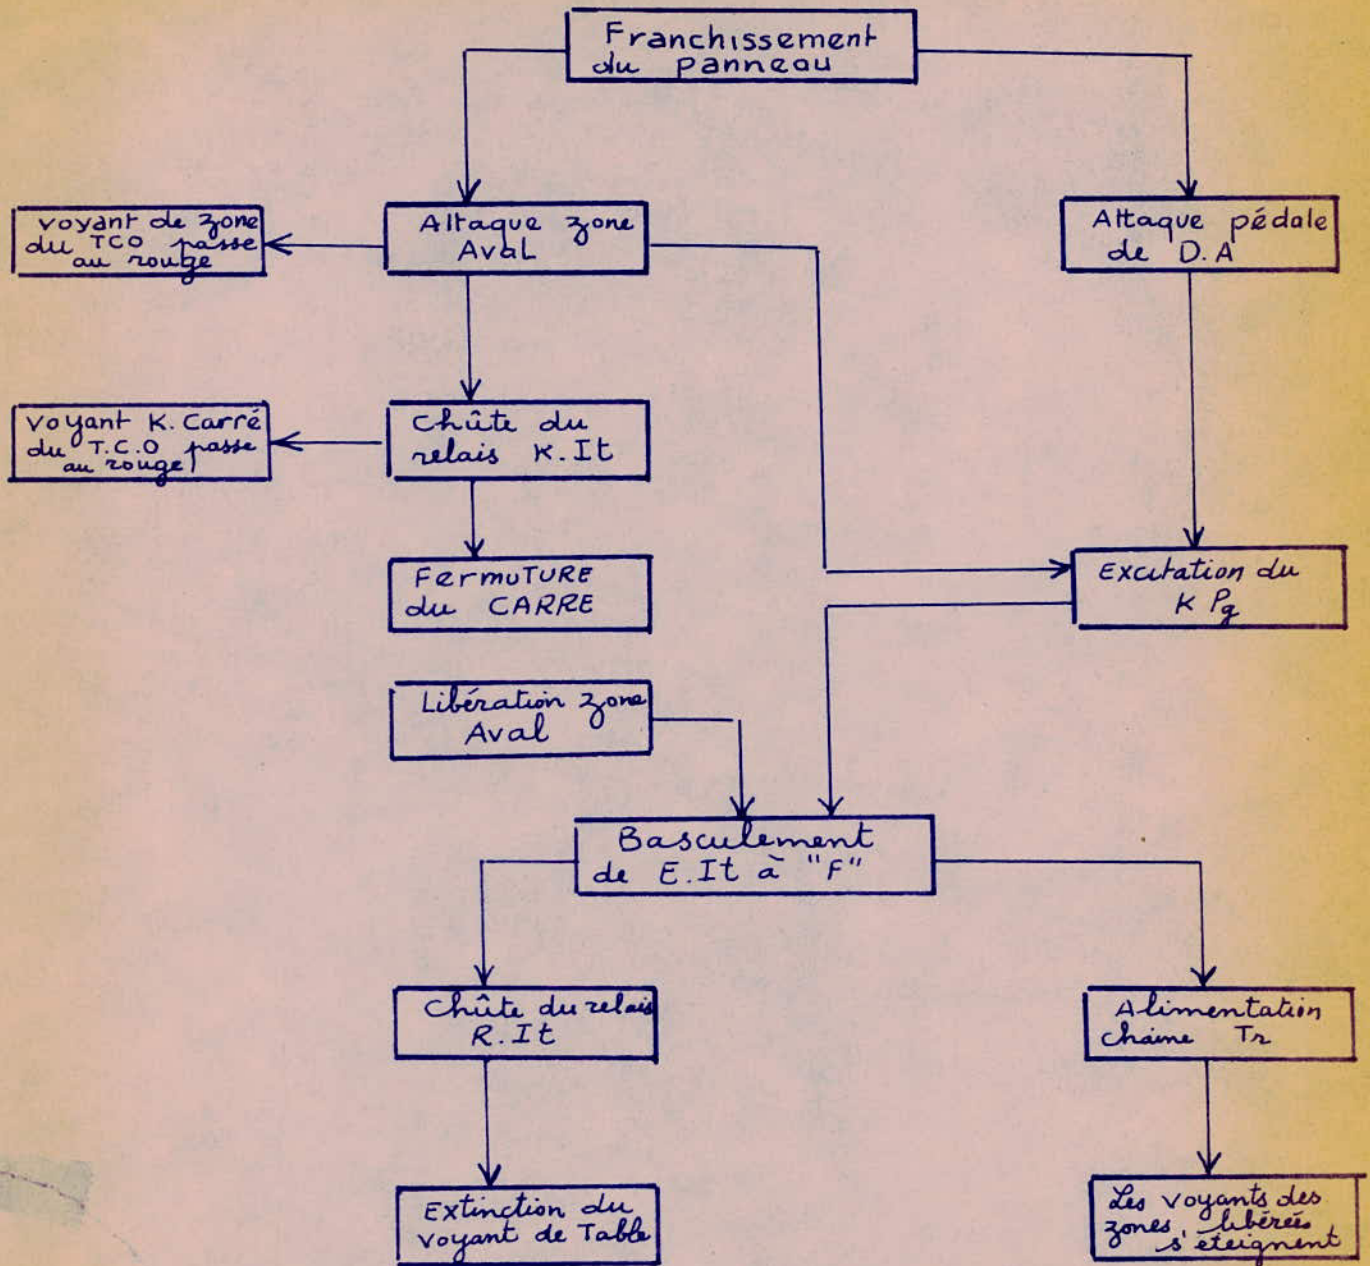 Franchissement
du panneau
voyant de zone
du TCO passe
au rouge
Attaque zone
Aval
Attaque pédale
de D.A
voyant K. Carré
du T.C.O passe
au rouge
Chûte du
relais K.It
FermuTURE
du CARRE
Excitation du
K Pg
Libération zone
Aval
Basculement
de E.It à "F"
Chûte du relais
R.It
Alimentation
chaine Tr
Extinction du
voyant de Table
Les voyants des
zones libérées
s'éteignent